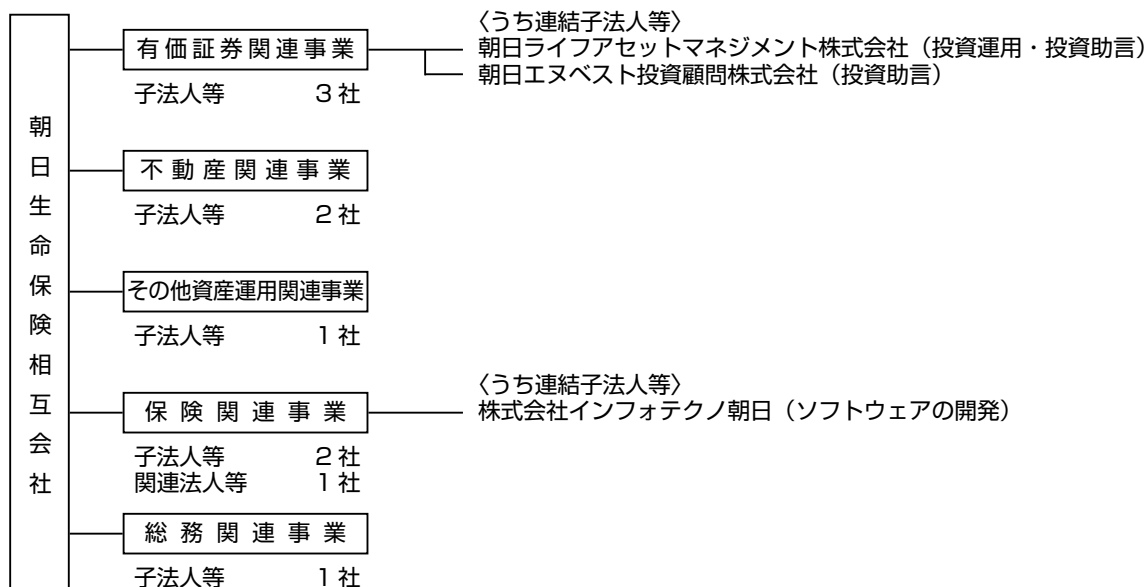 朝日生命保険相互会社
有価証券関連事業
子法人等 3社
〈うち連結子法人等〉
朝日ライフアセットマネジメント株式会社（投資運用・投資助言）
朝日エヌベスト投資顧問株式会社（投資助言）
不動産関連事業
子法人等 2社
その他資産運用関連事業
子法人等 1社
保険関連事業
子法人等 2社
関連法人等 1社
〈うち連結子法人等〉
株式会社インフォテクノ朝日（ソフトウェアの開発）
総務関連事業
子法人等 1社